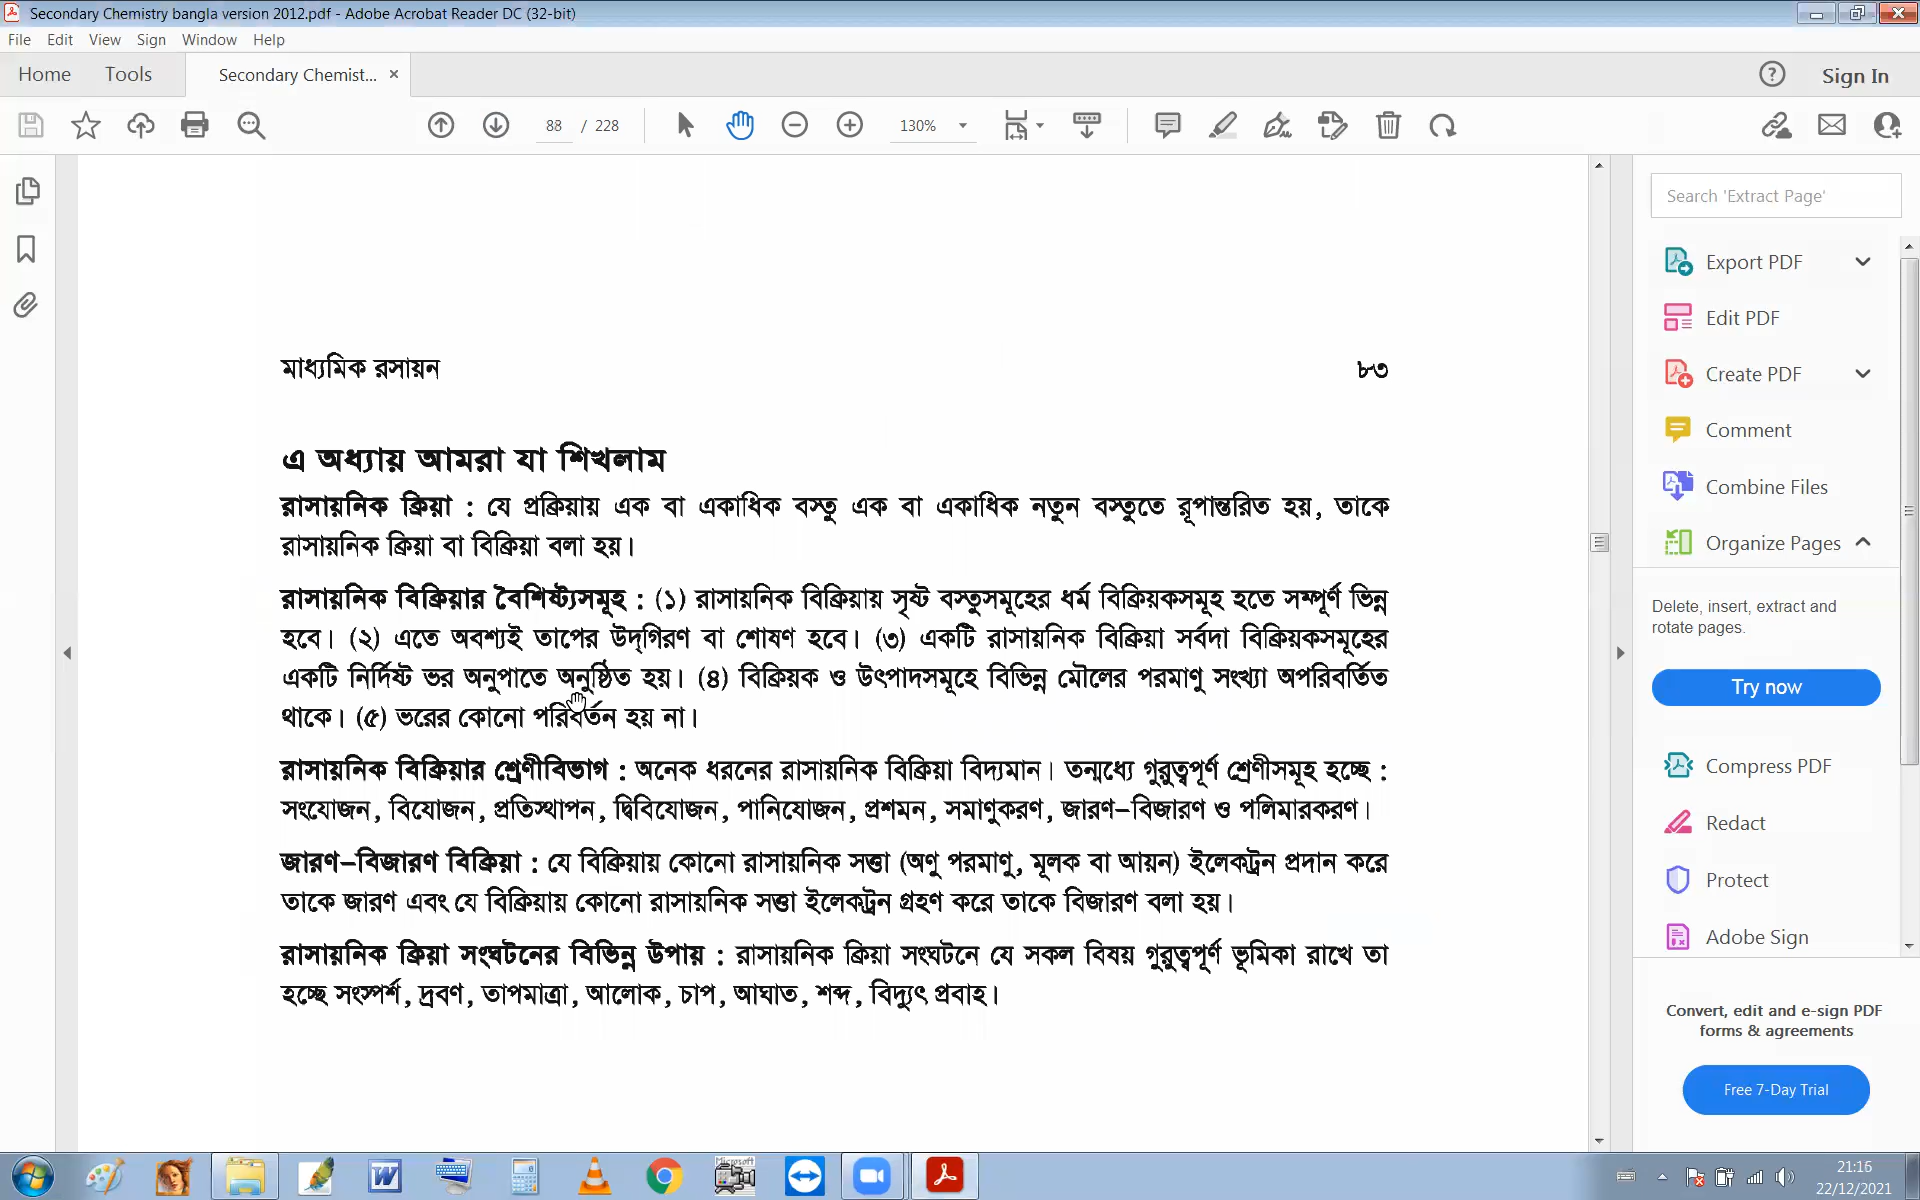 Secondary Chemistry bangla version 2012.pdf - Adobe Acrobat Reader DC (32-bit)
File Edit View Sign Window Help
Home Tools Secondary Chemist... × Sign In
88 / 228 130%
Search 'Extract Page'
Export PDF
Edit PDF
Create PDF
Comment
Combine Files
Organize Pages
Delete, insert, extract and
rotate pages.
Try now
Compress PDF
Redact
Protect
Adobe Sign
Convert, edit and e-sign PDF
forms & agreements
Free 7-Day Trial
মাধ্যমিক রসায়ন ৮৩
এ অধ্যায় আমরা যা শিখলাম
রাসায়নিক ক্রিয়া : যে প্রক্রিয়ায় এক বা একাধিক বস্তু এক বা একাধিক নতুন বস্তুতে রূপান্তরিত হয়, তাকে
রাসায়নিক ক্রিয়া বা বিক্রিয়া বলা হয়।
রাসায়নিক বিক্রিয়ার বৈশিষ্ট্যসমূহ : (১) রাসায়নিক বিক্রিয়ায় সৃষ্ট বস্তুসমূহের ধর্ম বিক্রিয়কসমূহ হতে সম্পূর্ণ ভিন্ন
হবে। (২) এতে অবশ্যই তাপের উদ্‌গিরণ বা শোষণ হবে। (৩) একটি রাসায়নিক বিক্রিয়া সর্বদা বিক্রিয়কসমূহের
একটি নির্দিষ্ট ভর অনুপাতে অনুষ্ঠিত হয়। (৪) বিক্রিয়ক ও উৎপাদসমূহে বিভিন্ন মৌলের পরমাণু সংখ্যা অপরিবর্তিত
থাকে। (৫) ভরের কোনো পরিবর্তন হয় না।
রাসায়নিক বিক্রিয়ার শ্রেণীবিভাগ : অনেক ধরনের রাসায়নিক বিক্রিয়া বিদ্যমান। তন্মধ্যে গুরুত্বপূর্ণ শ্রেণীসমূহ হচ্ছে :
সংযোজন, বিযোজন, প্রতিস্থাপন, দ্বিবিযোজন, পানিযোজন, প্রশমন, সমাণুকরণ, জারণ–বিজারণ ও পলিমারকরণ।
জারণ–বিজারণ বিক্রিয়া : যে বিক্রিয়ায় কোনো রাসায়নিক সত্তা (অণু পরমাণু, মূলক বা আয়ন) ইলেকট্রন প্রদান করে
তাকে জারণ এবং যে বিক্রিয়ায় কোনো রাসায়নিক সত্তা ইলেকট্রন গ্রহণ করে তাকে বিজারণ বলা হয়।
রাসায়নিক ক্রিয়া সংঘটনের বিভিন্ন উপায় : রাসায়নিক ক্রিয়া সংঘটনে যে সকল বিষয় গুরুত্বপূর্ণ ভূমিকা রাখে তা
হচ্ছে সংস্পর্শ, দ্রবণ, তাপমাত্রা, আলোক, চাপ, আঘাত, শব্দ, বিদ্যুৎ প্রবাহ।
Microsoft
21:16
22/12/2021